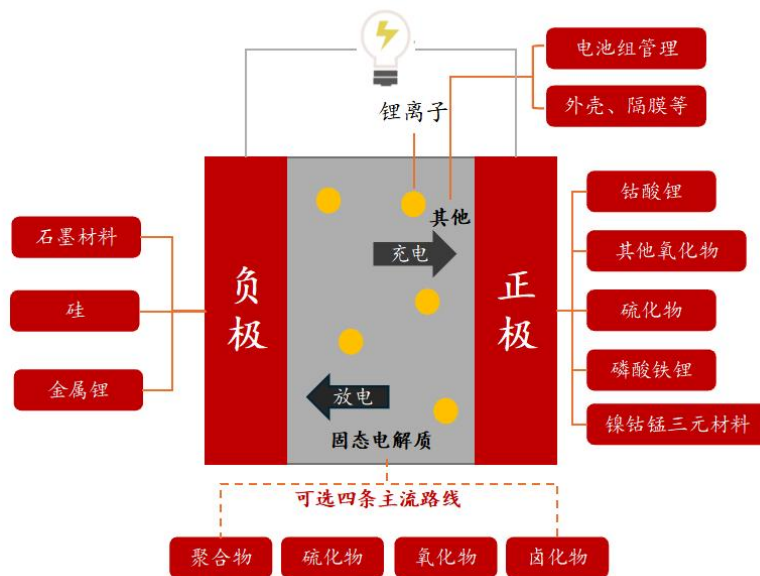 电池组管理
外壳、隔膜等
锂离子
其他
充电
负极
正极
放电
固态电解质
石墨材料
硅
金属锂
钴酸锂
其他氧化物
硫化物
磷酸铁锂
镍钴锰三元材料
可选四条主流路线
聚合物
硫化物
氧化物
卤化物